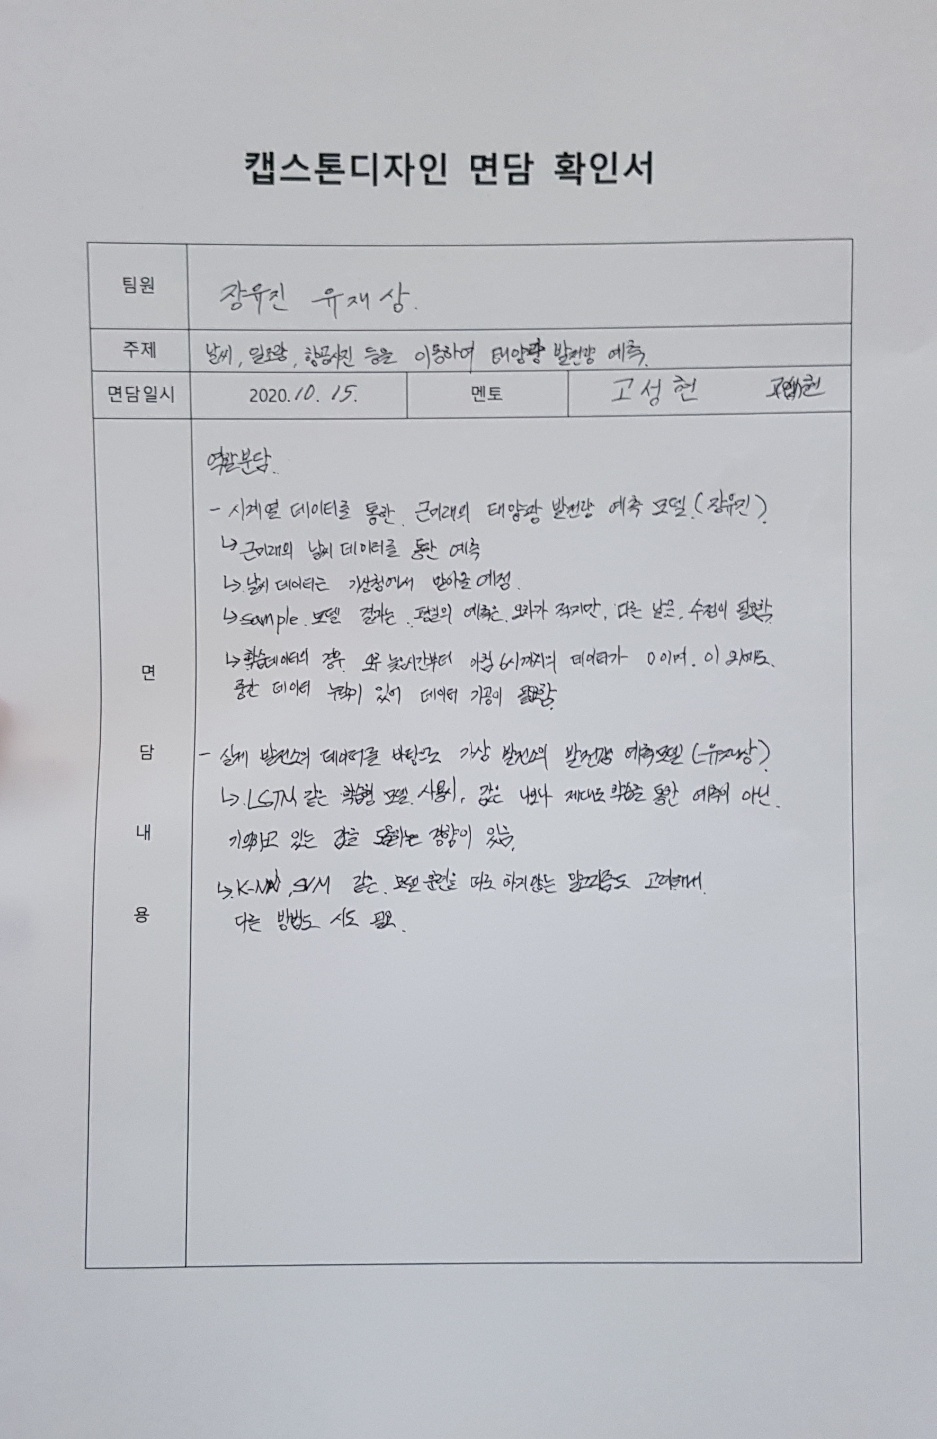 캡스톤디자인 면담 확인서
팀원 장유진 유재상.
주제 날씨, 일조량, 항공사진 등을 이용하여 태양광 발전량 예측.
면담일시 2020.10.15. 멘토 고성현
역할분담.
- 시계열 데이터를 통한 근미래의 태양광 발전량 예측 모델. (장유진)
↳ 근미래의 날씨 데이터를 통한 예측
↳ 날씨 데이터는 기상청에서 받아올 예정.
↳ sample 모델 결과는 예측은 오차가 적지만, 다른 날은 수정이 필요함
↳ 학습데이터의 경우 오후 늦은시간부터 아침 6시까지의 데이터가 0이며. 이 외에도.
중간 데이터 누락이 있어 데이터 가공이 필요함.
- 실제 발전소의 데이터를 바탕으로 가상 발전소의 발전량 예측모델 (유재상)
↳ LSTM 같은 학습형 모델 사용시, 값은 제대로 학습을 통한 예측이 아닌.
기억하고 있는 값을 도출하는 경향이 있음.
↳ K-NN, SVM 같은 모델 훈련을 따로 하지않는 알고리즘도 고려해서.
다른 방법도 시도 필요.
면
담
내
용